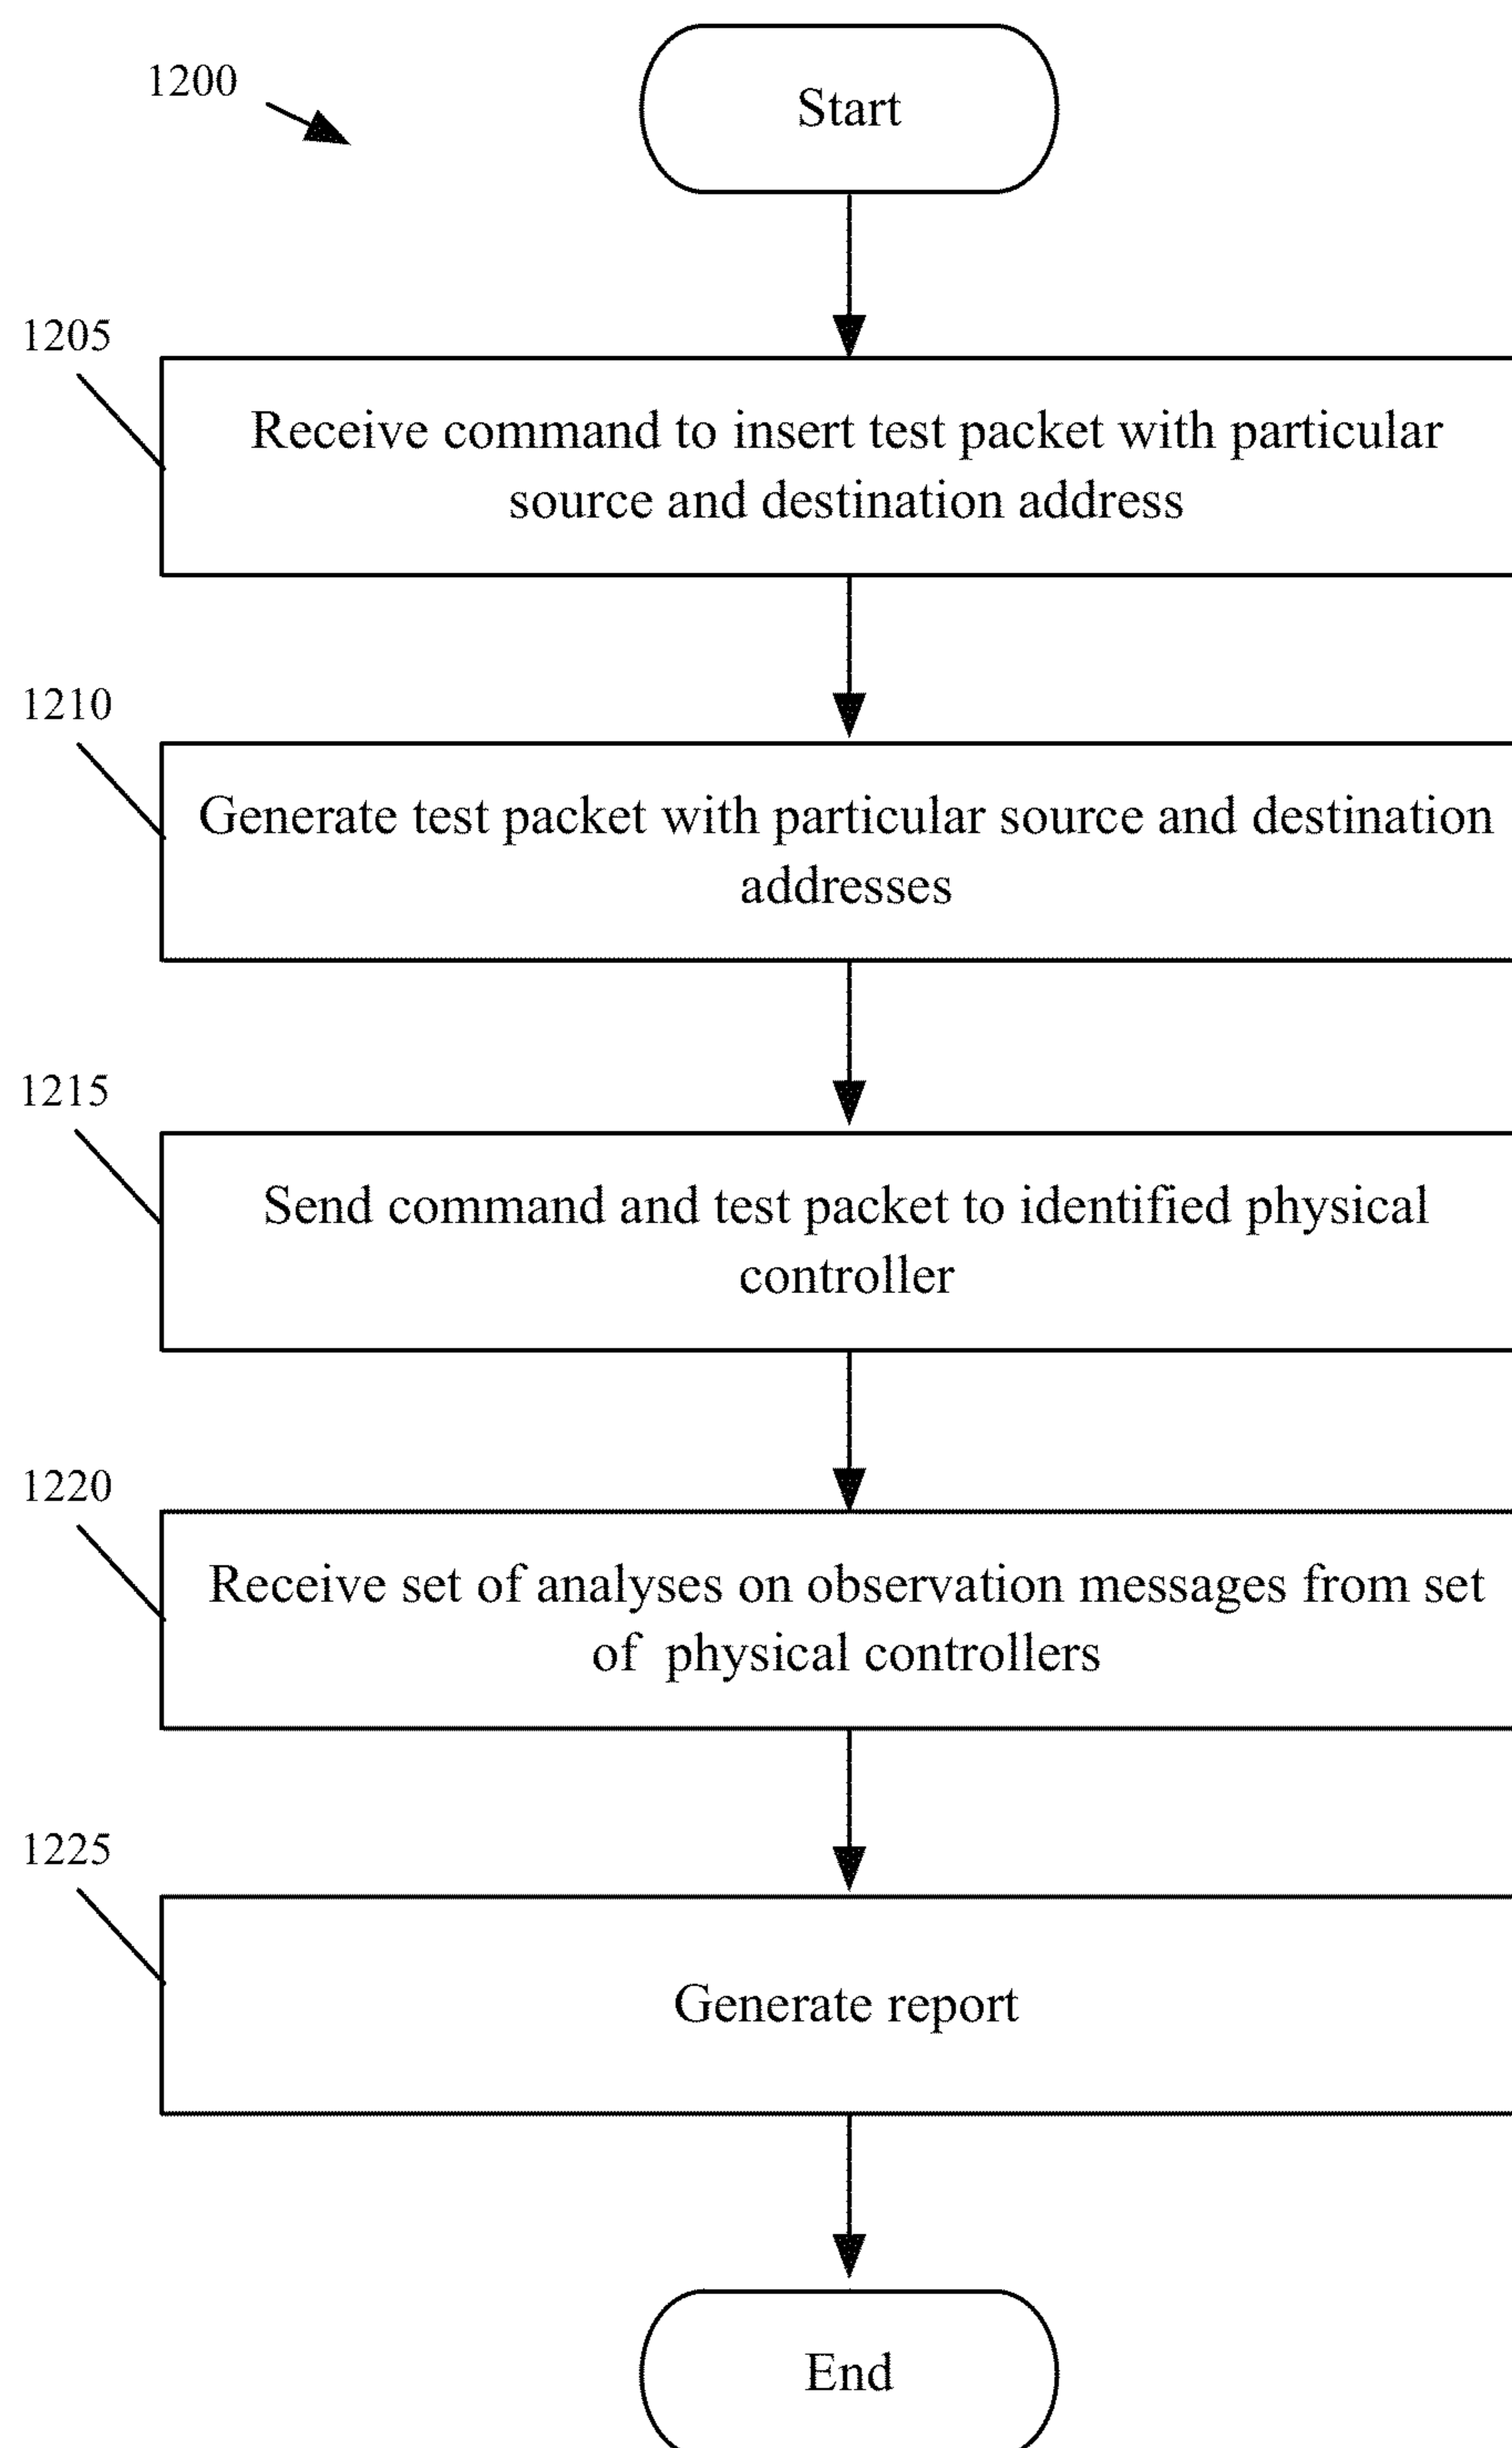 1200
Start
1205
Receive command to insert test packet with particular
source and destination address
1210
Generate test packet with particular source and destination
addresses
1215
Send command and test packet to identified physical
controller
1220
Receive set of analyses on observation messages from set
of physical controllers
1225
Generate report
End